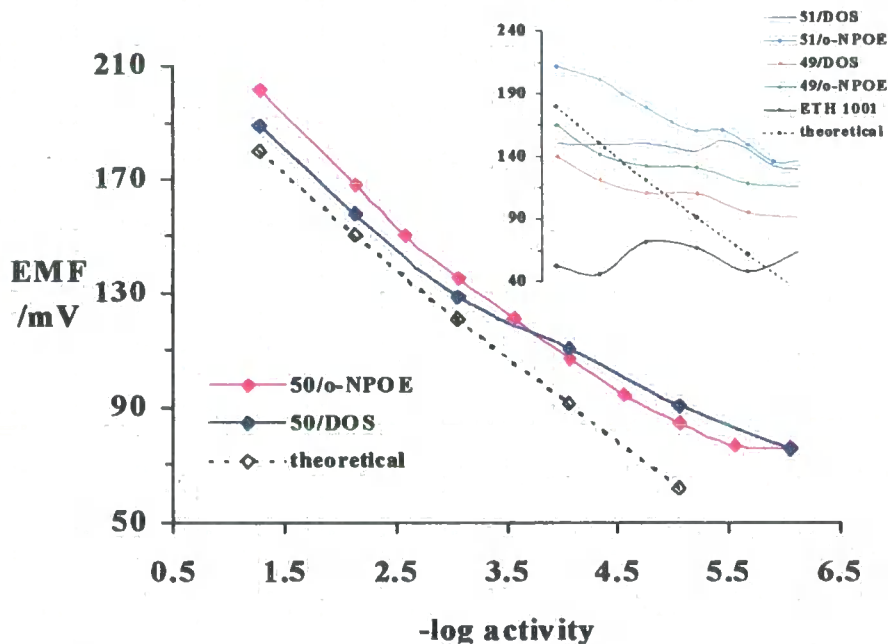 210
170
130
90
50
EMF
/mV
50/o-NPOE
50/DOS
theoretical
240
190
140
90
40
51/DOS
51/o-NPOE
49/DOS
49/o-NPOE
ETH 1001
theoretical
0.5 1.5 2.5 3.5 4.5 5.5 6.5
-log activity